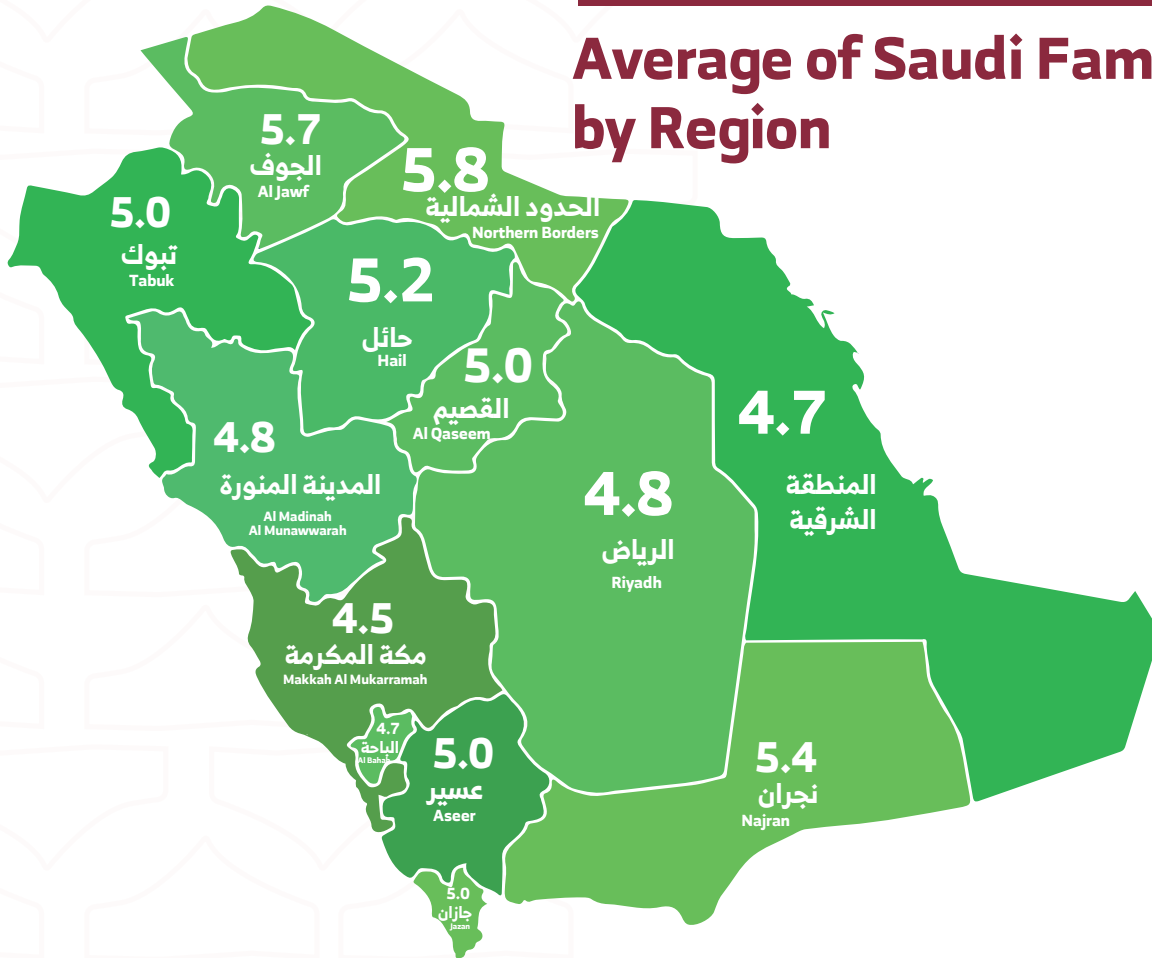 Average of Saudi Fam
by Region
5.7
الجوف
Al Jawf
5.8
الحدود الشمالية
Northern Borders
5.0
تبوك
Tabuk
5.2
حائل
Hail
5.0
القصيم
Al Qaseem
4.7
المنطقة
الشرقية
4.8
المدينة المنورة
Al Madinah
Al Munawwarah
4.8
الرياض
Riyadh
4.5
مكة المكرمة
Makkah Al Mukarramah
4.7
الباحة
Al Bahah
5.0
عسير
Aseer
5.4
نجران
Najran
5.0
جازان
Jazan